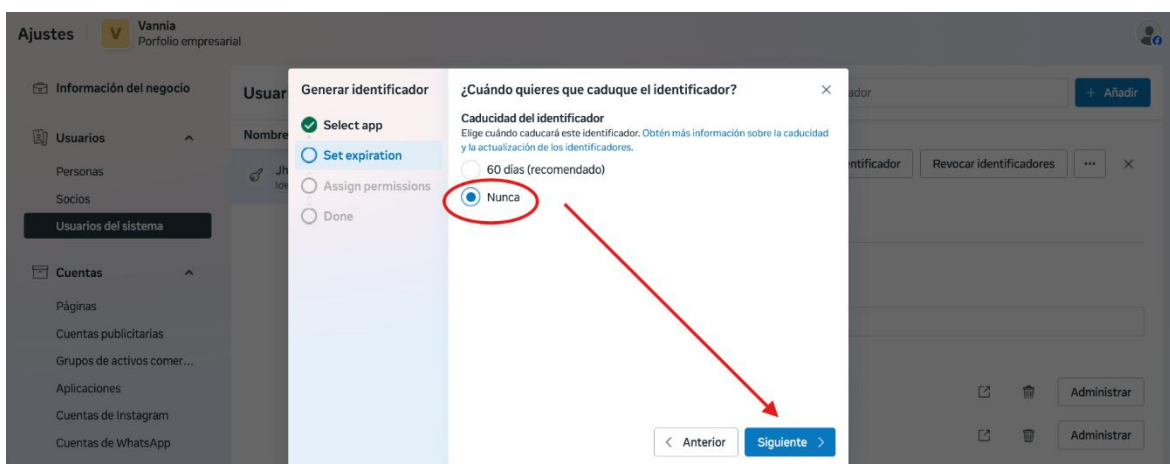 Ajustes
V
Vannia
Porfolio empresarial
Información del negocio
Usuarios
Personas
Socios
Usuarios del sistema
Cuentas
Páginas
Cuentas publicitarias
Grupos de activos comer...
Aplicaciones
Cuentas de Instagram
Cuentas de WhatsApp
Usuar
Nombre
Jh
Ide
Generar identificador
Select app
Set expiration
Assign permissions
Done
¿Cuándo quieres que caduque el identificador?
Caducidad del identificador
Elige cuándo caducará este identificador. Obtén más información sobre la caducidad
y la actualización de los identificadores.
60 días (recomendado)
Nunca
Anterior
Siguiente
ador
+ Añadir
entificador
Revocar identificadores
Administrar
Administrar